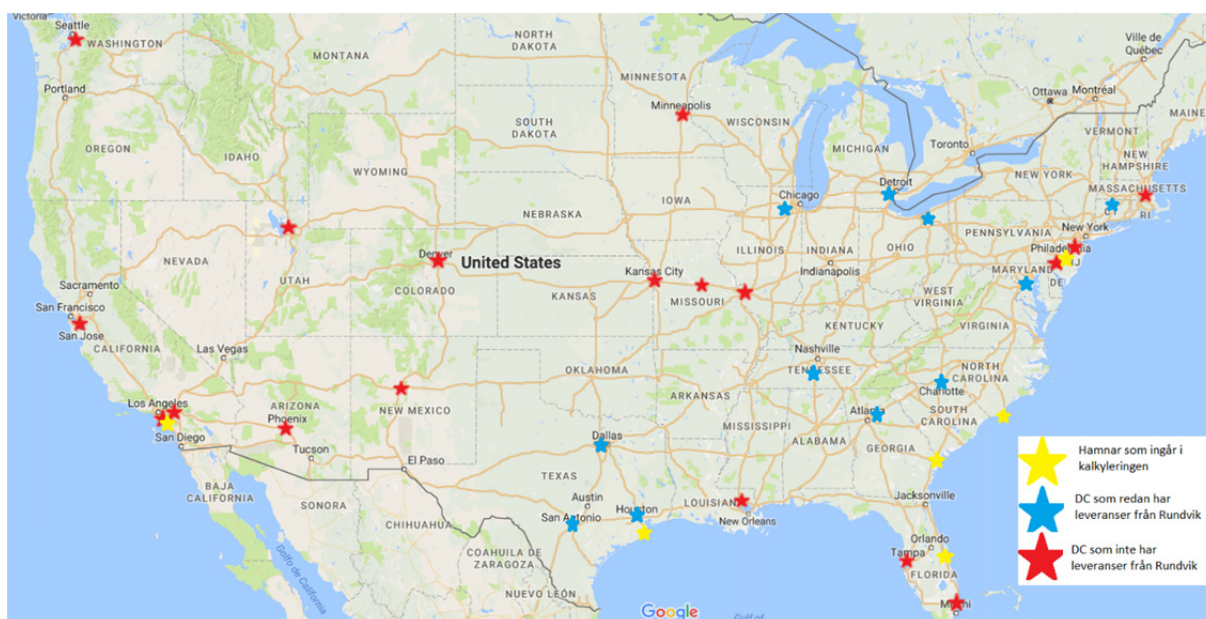 Victoria
Seattle
WASHINGTON
NORTH
DAKOTA
MONTANA
Ville de
Québec
MINNESOTA
Portland
Minneapolis
Ottawa
Montréal
MAINE
WISCONSIN
SOUTH
DAKOTA
VERMONT
OREGON
IDAHO
MICHIGAN
Toronto
NEW
HAMPSHIRE
WYOMING
NEW YORK
Detroit
MASSACHUSETTS
Chicago
IOWA
RI
NEBRASKA
PENNSYLVANIA
New York
ILLINOIS
INDIANA
OHIO
Philadelphia
NEVADA
Denver
United States
Indianapolis
MARYLAND
NJ
UTAH
Kansas City
DE
Sacramento
COLORADO
KANSAS
MISSOURI
WEST
VIRGINIA
San Francisco
San Jose
KENTUCKY
VIRGINIA
CALIFORNIA
Las Vegas
Nashville
TENNESSEE
NORTH
CAROLINA
OKLAHOMA
Charlotte
Los Angeles
ARIZONA
NEW MEXICO
ARKANSAS
Atlanta
SOUTH
CAROLINA
Phoenix
San Diego
Tucson
Dallas
MISSISSIPPI
ALABAMA
GEORGIA
El Paso
TEXAS
BAJA
CALIFORNIA
SONORA
Austin
LOUISIANA
Jacksonville
Houston
San Antonio
New Orleans
CHIHUAHUA
Orlando
COAHUILA DE
ZARAGOZA
Tampa
FLORIDA
Golfo de California
NUEVO LEÓN
Miami
Google
Gulf of
Hamnar som ingår i
kalkyleringen
DC som redan har
leveranser från Rundvik
DC som inte har
leveranser från Rundvik